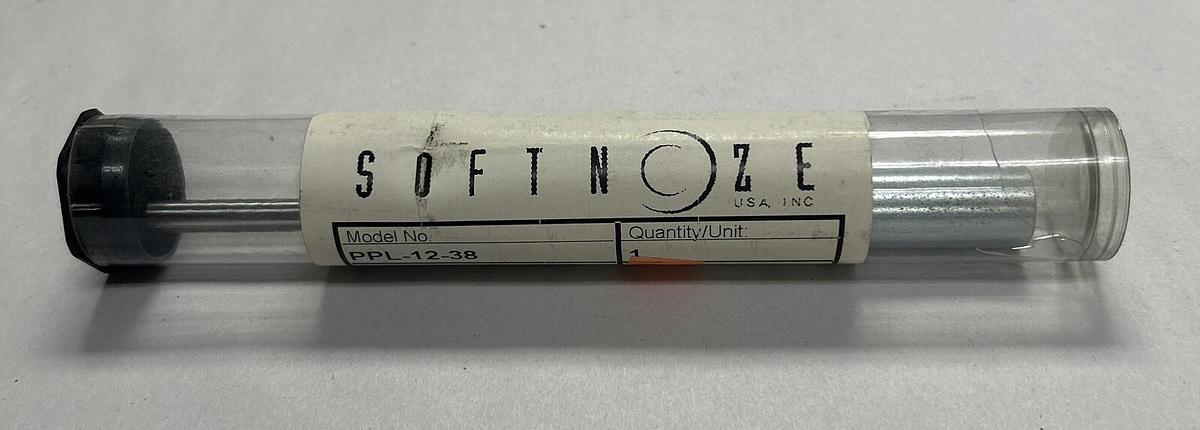 SOFTNOZE
USA, INC
Model No.
PPL-12-38
Quantity/Unit:
1